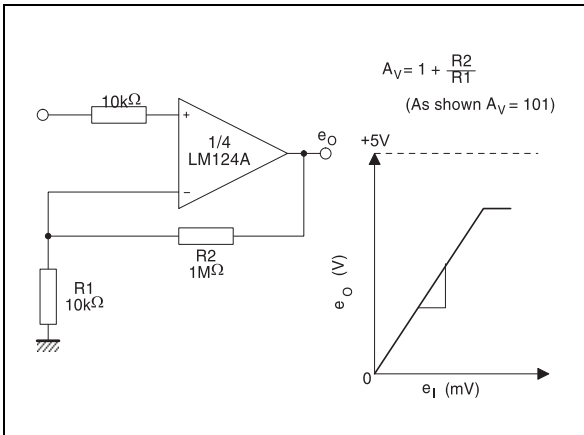 A_V = 1 + R2/R1
(As shown A_V = 101)
10kΩ
+
1/4
LM124A
-
e_O
R2
1MΩ
R1
10kΩ
+5V
e_O (V)
0
e_I (mV)